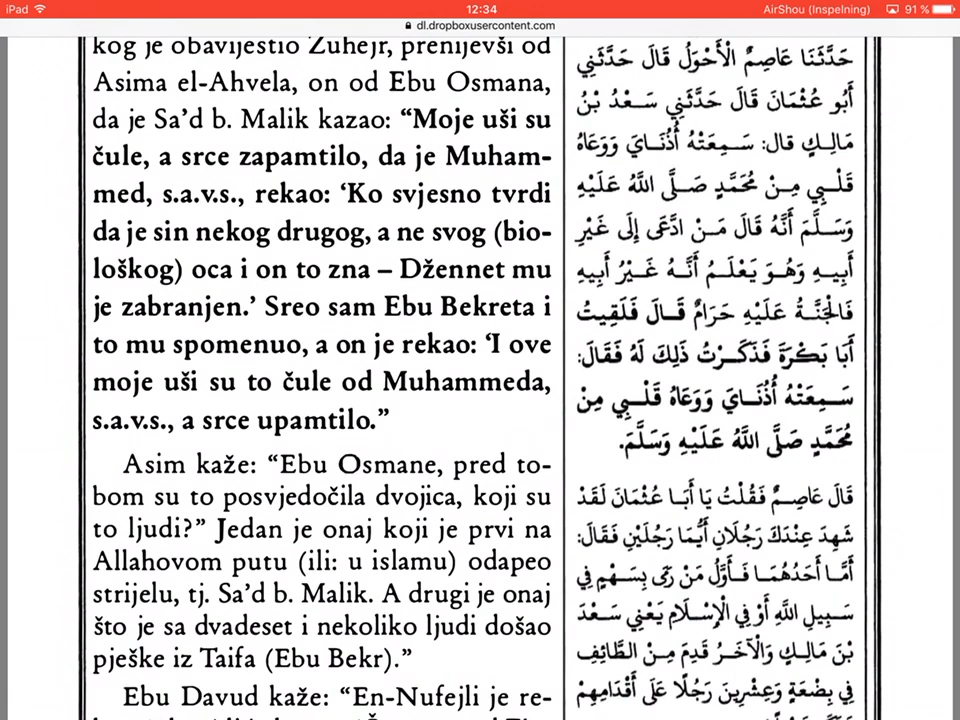 iPad
12:34
AirShou (Inspelning)
91 %
dl.dropboxusercontent.com
kog je obavijestio Zuhejr, prenijevši od
Asima el-Ahvela, on od Ebu Osmana,
da je Sa’d b. Malik kazao: “Moje uši su
čule, a srce zapamtilo, da je Muham-
med, s.a.v.s., rekao: ‘Ko svjesno tvrdi
da je sin nekog drugog, a ne svog (bio-
loškog) oca i on to zna – Džennet mu
je zabranjen.’ Sreo sam Ebu Bekreta i
to mu spomenuo, a on je rekao: ‘I ove
moje uši su to čule od Muhammeda,
s.a.v.s., a srce upamtilo.”
Asim kaže: “Ebu Osmane, pred to-
bom su to posvjedočila dvojica, koji su
to ljudi?” Jedan je onaj koji je prvi na
Allahovom putu (ili: u islamu) odapeo
strijelu, tj. Sa’d b. Malik. A drugi je onaj
što je sa dvadeset i nekoliko ljudi došao
pješke iz Taifa (Ebu Bekr).”
Ebu Davud kaže: “En-Nufejli je re-
حَدَّثَنَا عَاصِمٌ الْأَحْوَلُ قَالَ حَدَّثَنِي
أَبُو عُثْمَانَ قَالَ حَدَّثَنِي سَعْدُ بْنُ
مَالِكٍ قال: سَمِعَتْهُ أُذُنَايَ وَوَعَاهُ
قَلْبِي مِنْ مُحَمَّدٍ صَلَّى اللَّهُ عَلَيْهِ
وَسَلَّمَ أَنَّهُ قَالَ مَنْ ادَّعَى إِلَى غَيْرِ
أَبِيهِ وَهُوَ يَعْلَمُ أَنَّهُ غَيْرُ أَبِيهِ
فَالْجَنَّةُ عَلَيْهِ حَرَامٌ قَالَ فَلَقِيتُ
أَبَا بَكْرَةَ فَذَكَرْتُ ذَلِكَ لَهُ فَقَالَ:
سَمِعَتْهُ أُذُنَايَ وَوَعَاهُ قَلْبِي مِنْ
مُحَمَّدٍ صَلَّى اللَّهُ عَلَيْهِ وَسَلَّمَ.
قَالَ عَاصِمٌ فَقُلْتُ يَا أَبَا عُثْمَانَ لَقَدْ
شَهِدَ عِنْدَكَ رَجُلَانِ أَيُّمَا رَجُلَيْنِ فَقَالَ:
أَمَّا أَحَدُهُمَا فَأَوَّلُ مَنْ رَمَى بِسَهْمٍ فِي
سَبِيلِ اللَّهِ أَوْ فِي الْإِسْلَامِ يَعْنِي سَعْدَ
بْنَ مَالِكٍ وَالْآخَرُ قَدِمَ مِنْ الطَّائِفِ
فِي بِضْعَةٍ وَعِشْرِينَ رَجُلًا عَلَى أَقْدَامِهِمْ